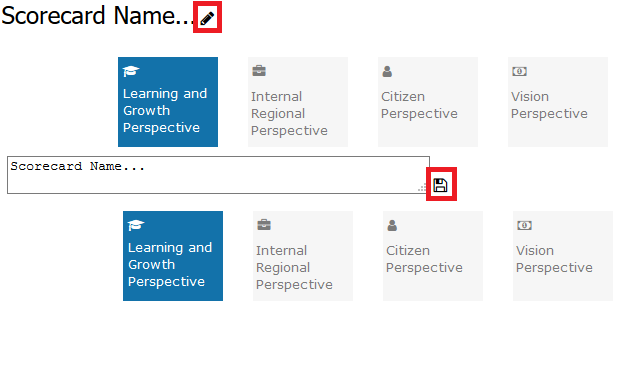 Scorecard Name...
Learning and
Growth
Perspective
Internal
Regional
Perspective
Citizen
Perspective
Vision
Perspective
Scorecard Name...
Learning and
Growth
Perspective
Internal
Regional
Perspective
Citizen
Perspective
Vision
Perspective